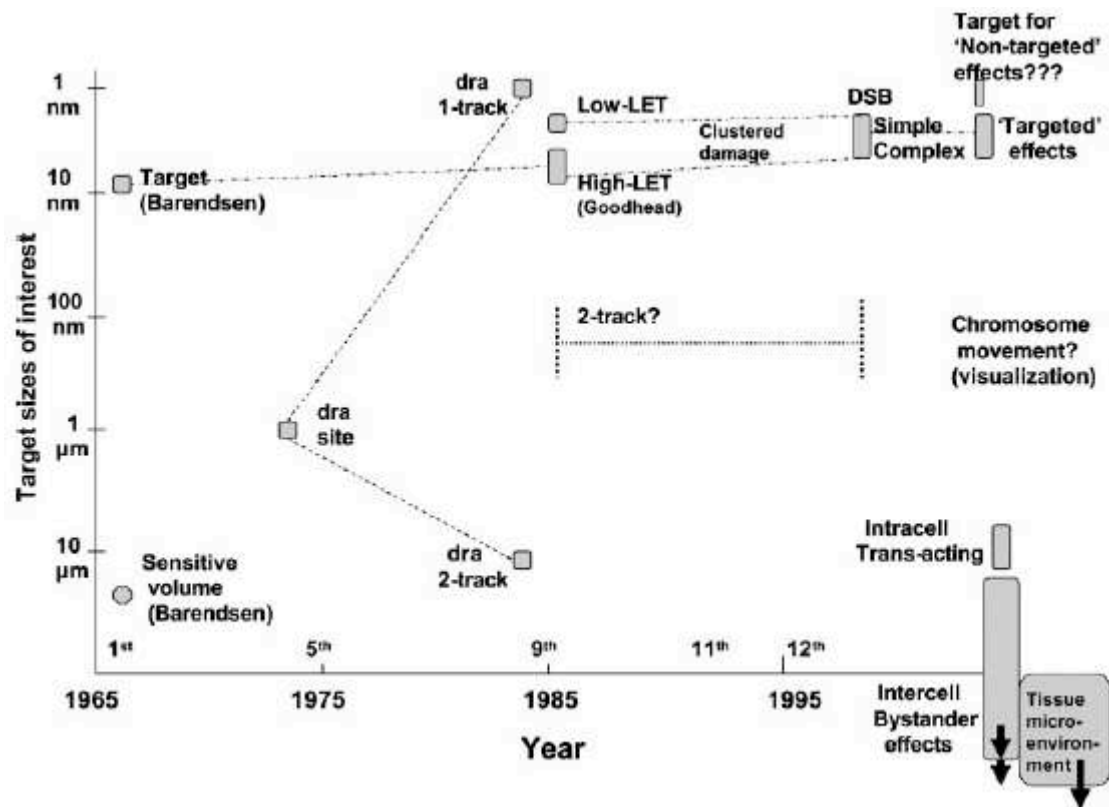 Target for
'Non-targeted'
effects???
1
nm
dra
1-track
Low-LET
DSB
Clustered
damage
Simple
Complex
'Targeted'
effects
10
nm
Target
(Barendsen)
High-LET
(Goodhead)
Target sizes of interest
100
nm
2-track?
Chromosome
movement?
(visualization)
1
µm
dra
site
10
µm
Sensitive
volume
(Barendsen)
dra
2-track
Intracell
Trans-acting
1st
5th
9th
11th
12th
1965
1975
1985
1995
Year
Intercell
Bystander
effects
Tissue
micro-
environ-
ment